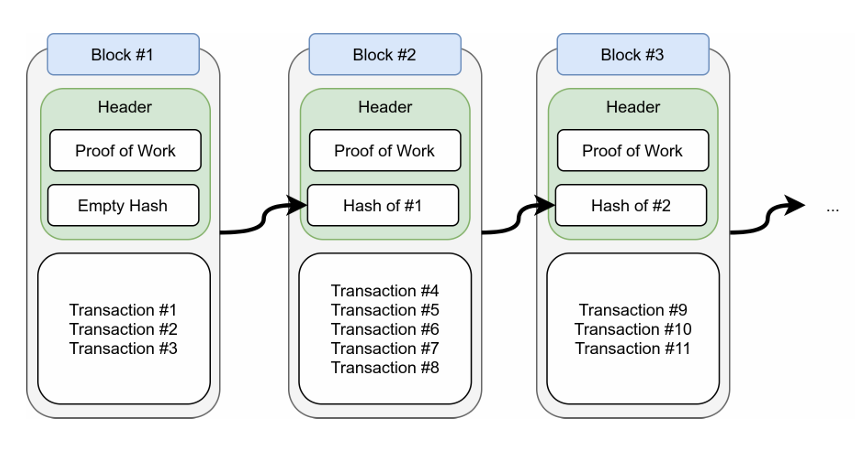 Block #1
Header
Proof of Work
Empty Hash
Transaction #1
Transaction #2
Transaction #3
Block #2
Header
Proof of Work
Hash of #1
Transaction #4
Transaction #5
Transaction #6
Transaction #7
Transaction #8
Block #3
Header
Proof of Work
Hash of #2
Transaction #9
Transaction #10
Transaction #11
...